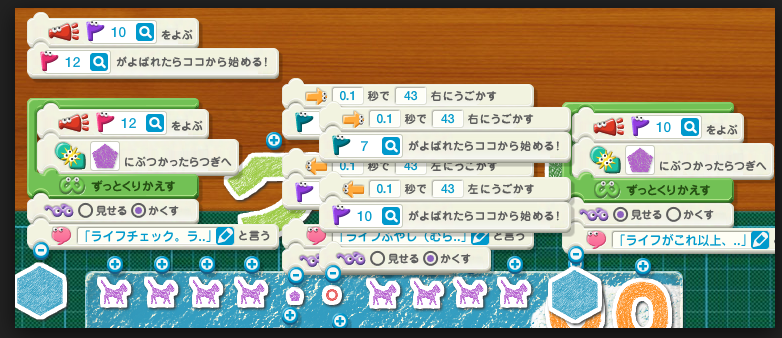 10 をよぶ
12 がよばれたらココから始める!
12 をよぶ
にぶつかったらつぎへ
ずっとくりかえす
見せる かくす
「ライフチェック。ラ..」 と言う
0.1 秒で 43 右にうごかす
0.1 秒で 43 右にうごかす
7 がよばれたらココから始める!
0.1 秒で 43 左にうごかす
0.1 秒で 43 左にうごかす
10 がよばれたらココから始める!
「ライフふやし(むら..」 と言う
見せる かくす
10 をよぶ
にぶつかったらつぎへ
ずっとくりかえす
見せる かくす
「ライフがこれ以上、..」